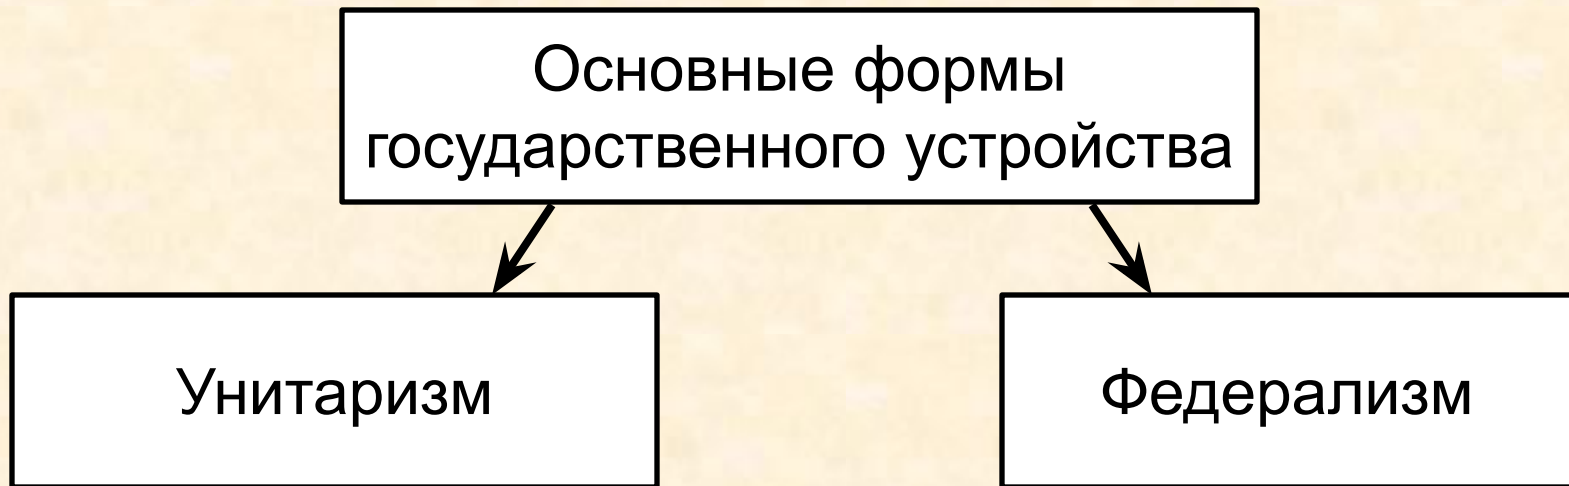 Основные формы
государственного устройства
Унитаризм
Федерализм